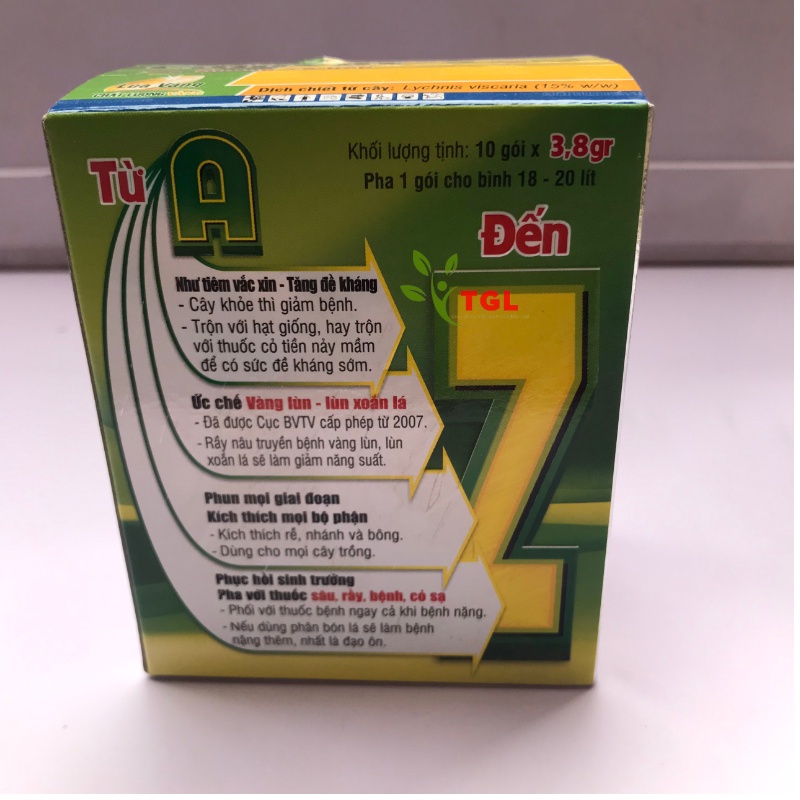 Lúa Vàng
CHẤT LƯỢNG VÀNG
Dịch chiết từ cây: Lychnis viscaria (15% w/w)
Từ A
Khối lượng tịnh: 10 gói x 3,8gr
Pha 1 gói cho bình 18 - 20 lít
Đến
Z
TGL
Như tiêm vắc xin - Tăng đề kháng
- Cây khỏe thì giảm bệnh.
- Trộn với hạt giống, hay trộn
với thuốc cỏ tiền nảy mầm
để có sức đề kháng sớm.
Ức chế Vàng lùn - lùn xoắn lá
- Đã được Cục BVTV cấp phép từ 2007.
- Rầy nâu truyền bệnh vàng lùn, lùn
xoắn lá sẽ làm giảm năng suất.
Phun mọi giai đoạn
Kích thích mọi bộ phận
- Kích thích rễ, nhánh và bông.
- Dùng cho mọi cây trồng.
Phục hồi sinh trưởng
Pha với thuốc sâu, rầy, bệnh, cỏ sạ
- Phối với thuốc bệnh ngay cả khi bệnh nặng.
- Nếu dùng phân bón lá sẽ làm bệnh
nặng thêm, nhất là đạo ôn.